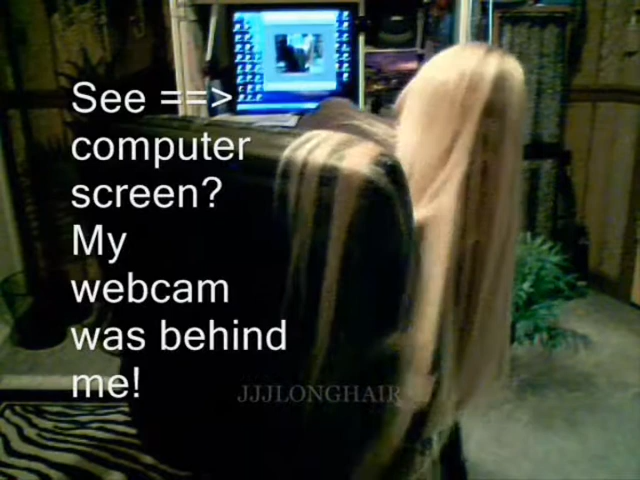 See ==>
computer
screen?
My
webcam
was behind
me!
JJJLONGHAIR